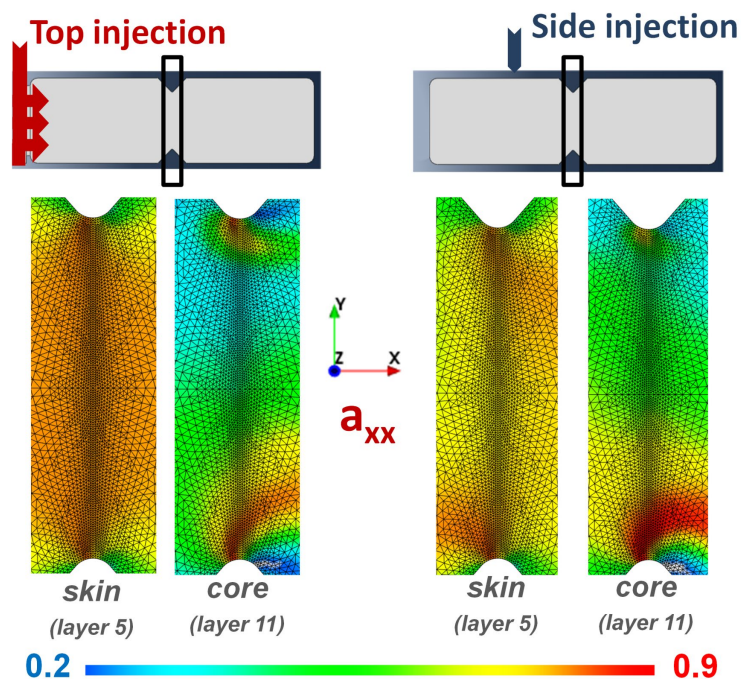 Top injection
Side injection
Y
Z
X
axx
skin
(layer 5)
core
(layer 11)
skin
(layer 5)
core
(layer 11)
0.2
0.9